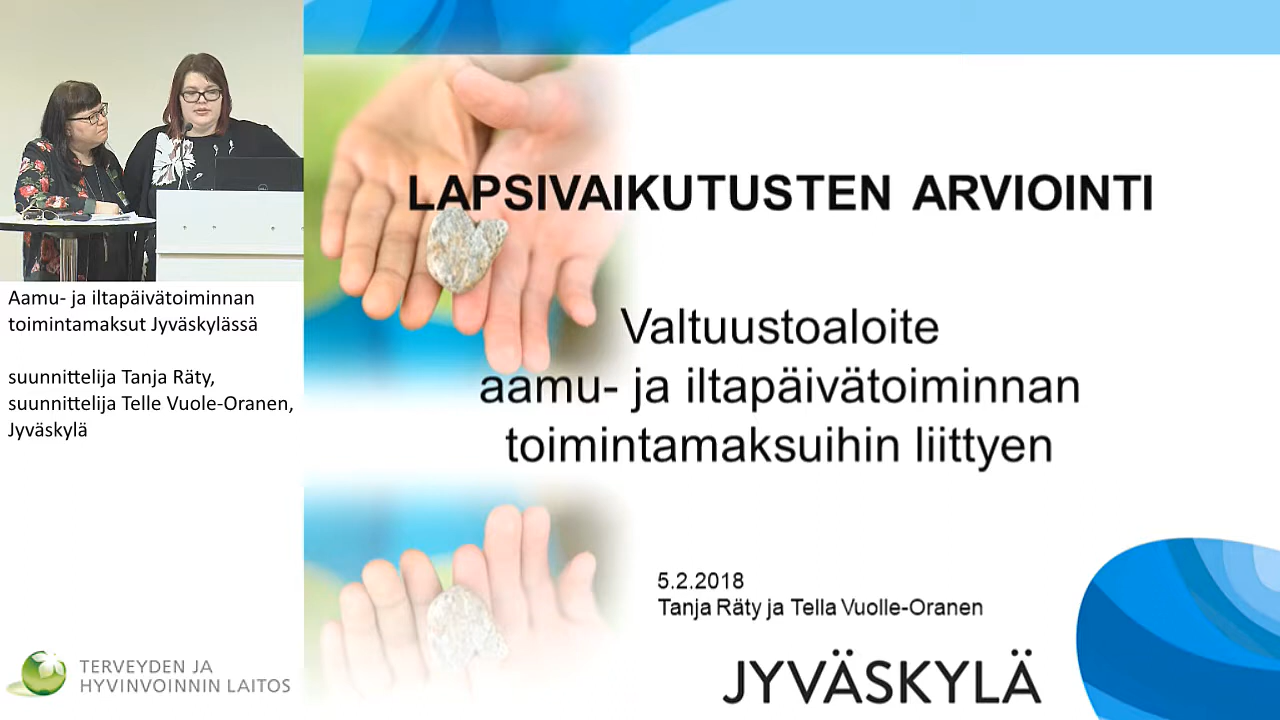 Aamu- ja iltapäivätoiminnan
toimintamaksut Jyväskylässä
suunnittelija Tanja Räty,
suunnittelija Telle Vuole-Oranen,
Jyväskylä
TERVEYDEN JA
HYVINVOINNIN LAITOS
LAPSIVAIKUTUSTEN ARVIOINTI
Valtuustoaloite
aamu- ja iltapäivätoiminnan
toimintamaksuihin liittyen
5.2.2018
Tanja Räty ja Tella Vuolle-Oranen
JYVÄSKYLÄ